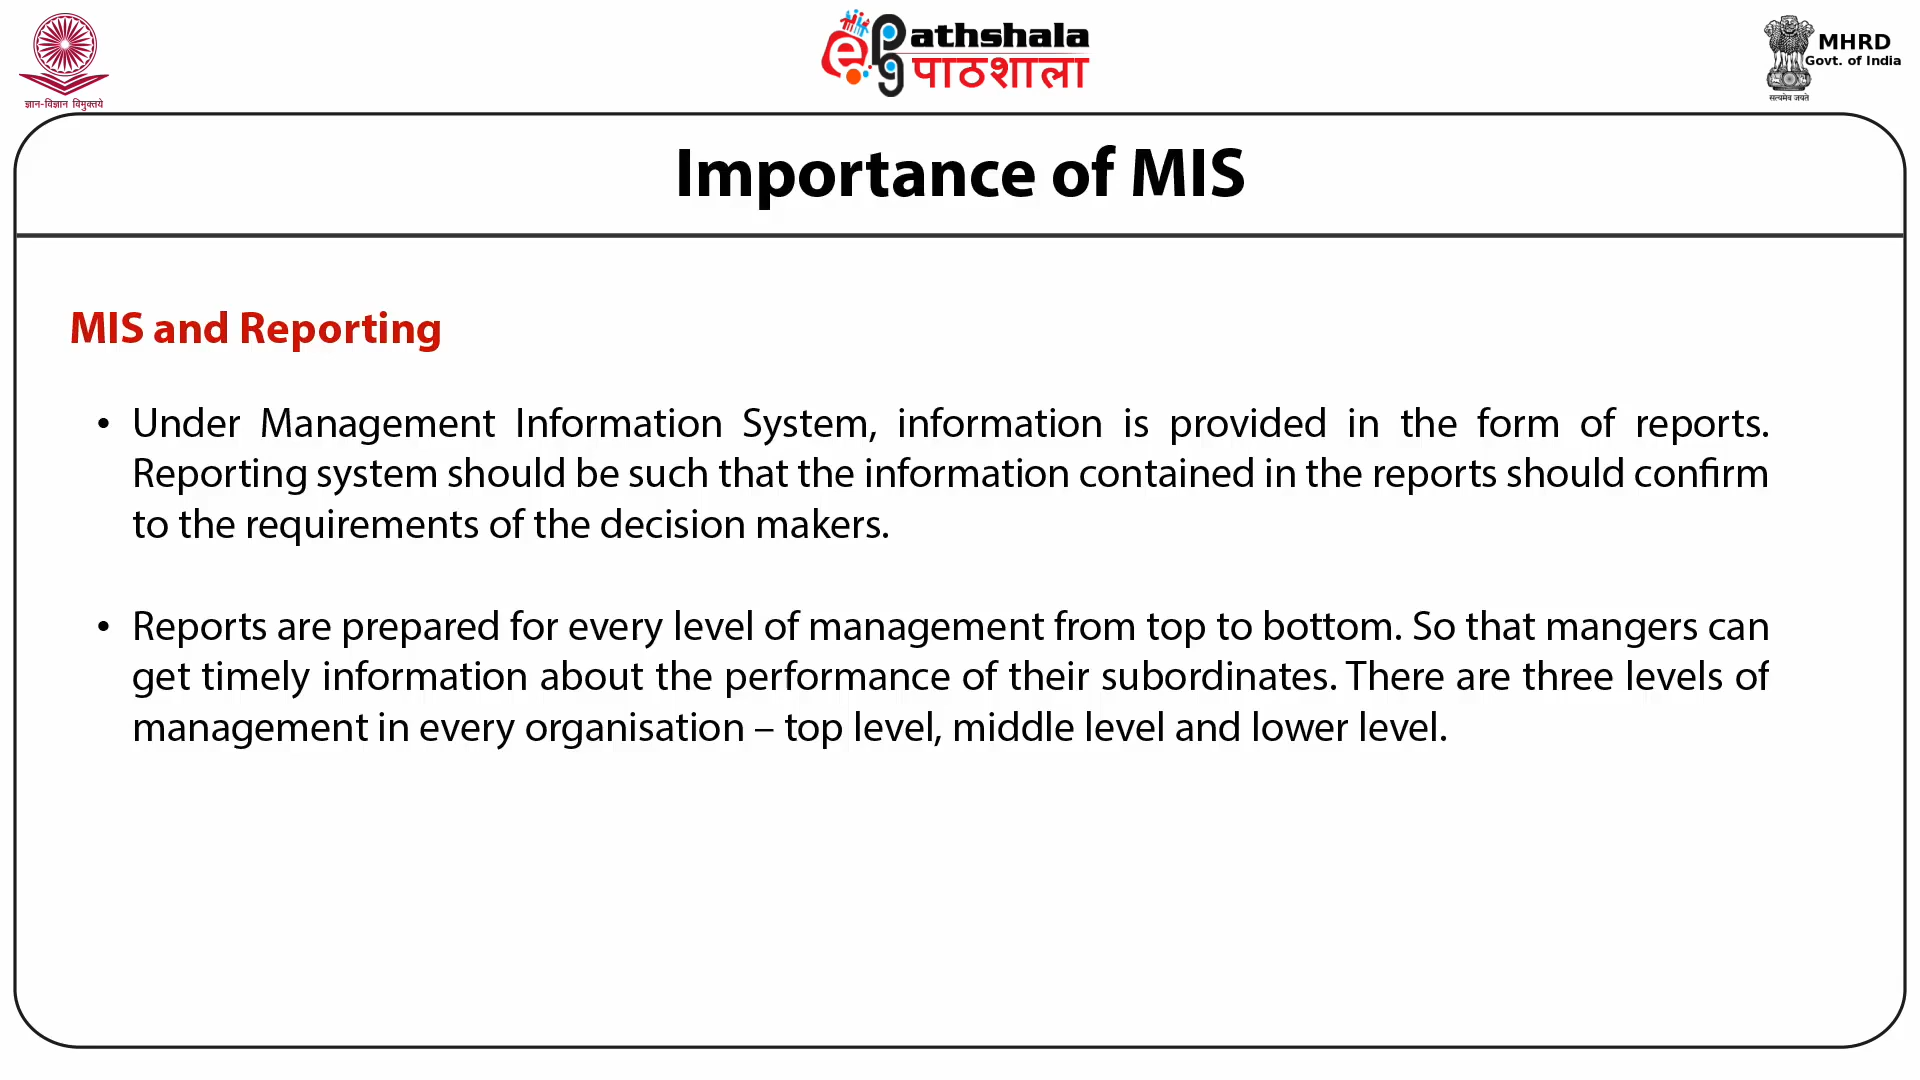 ज्ञान-विज्ञान विमुक्तये
ePathshala
पाठशाला
MHRD
Govt. of India
सत्यमेव जयते
Importance of MIS
MIS and Reporting
• Under Management Information System, information is provided in the form of reports.
Reporting system should be such that the information contained in the reports should confirm
to the requirements of the decision makers.
• Reports are prepared for every level of management from top to bottom. So that mangers can
get timely information about the performance of their subordinates. There are three levels of
management in every organisation – top level, middle level and lower level.